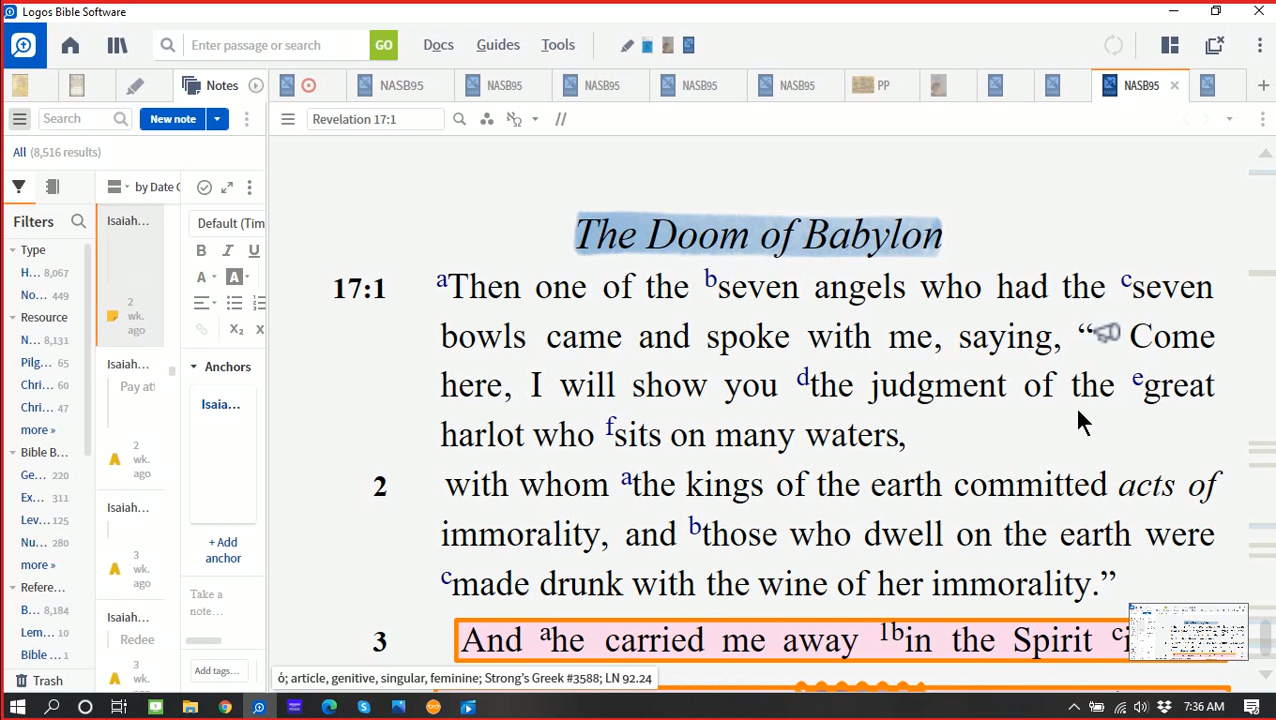 Logos Bible Software
Enter passage or search GO Docs Guides Tools
Notes NASB95 NASB95 NASB95 NASB95 NASB95 PP NASB95
Search New note Revelation 17:1
All (8,516 results)
by Date C
Filters
Type
H... 8,067
No... 449
Resource
N... 8,131
Pilg... 65
Chri... 60
Chri... 47
more »
Bible B...
Ge... 220
Ex... 311
Lev... 125
Nu... 280
more »
Refere...
B... 8,184
Lem... 10
Bible ... 1
Trash
Isaiah...
2
wk.
ago
Isaiah...
Pay at
2
wk.
ago
Isaiah...
3
wk.
ago
Isaiah...
Redee
3
Default (Tim
B I U
A A
X2 X
Anchors
Isaia...
+ Add
anchor
Take a
note...
Add tags...
The Doom of Babylon
17:1 aThen one of the bseven angels who had the cseven
bowls came and spoke with me, saying, “ Come
here, I will show you dthe judgment of the egreat
harlot who fsits on many waters,
2 with whom athe kings of the earth committed acts of
immorality, and bthose who dwell on the earth were
cmade drunk with the wine of her immorality.”
3 And ahe carried me away 1bin the Spirit c
ὁ; article, genitive, singular, feminine; Strong’s Greek #3588; LN 92.24
7:36 AM